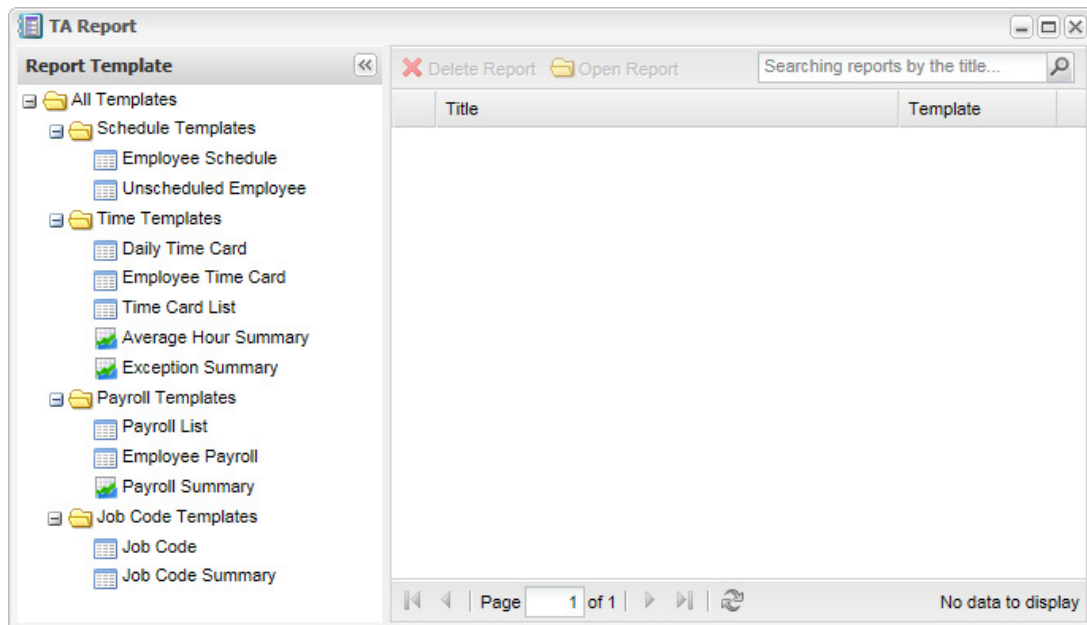 TA Report
Report Template
All Templates
Schedule Templates
Employee Schedule
Unscheduled Employee
Time Templates
Daily Time Card
Employee Time Card
Time Card List
Average Hour Summary
Exception Summary
Payroll Templates
Payroll List
Employee Payroll
Payroll Summary
Job Code Templates
Job Code
Job Code Summary
Delete Report Open Report Searching reports by the title...
Title Template
Page 1 of 1 No data to display